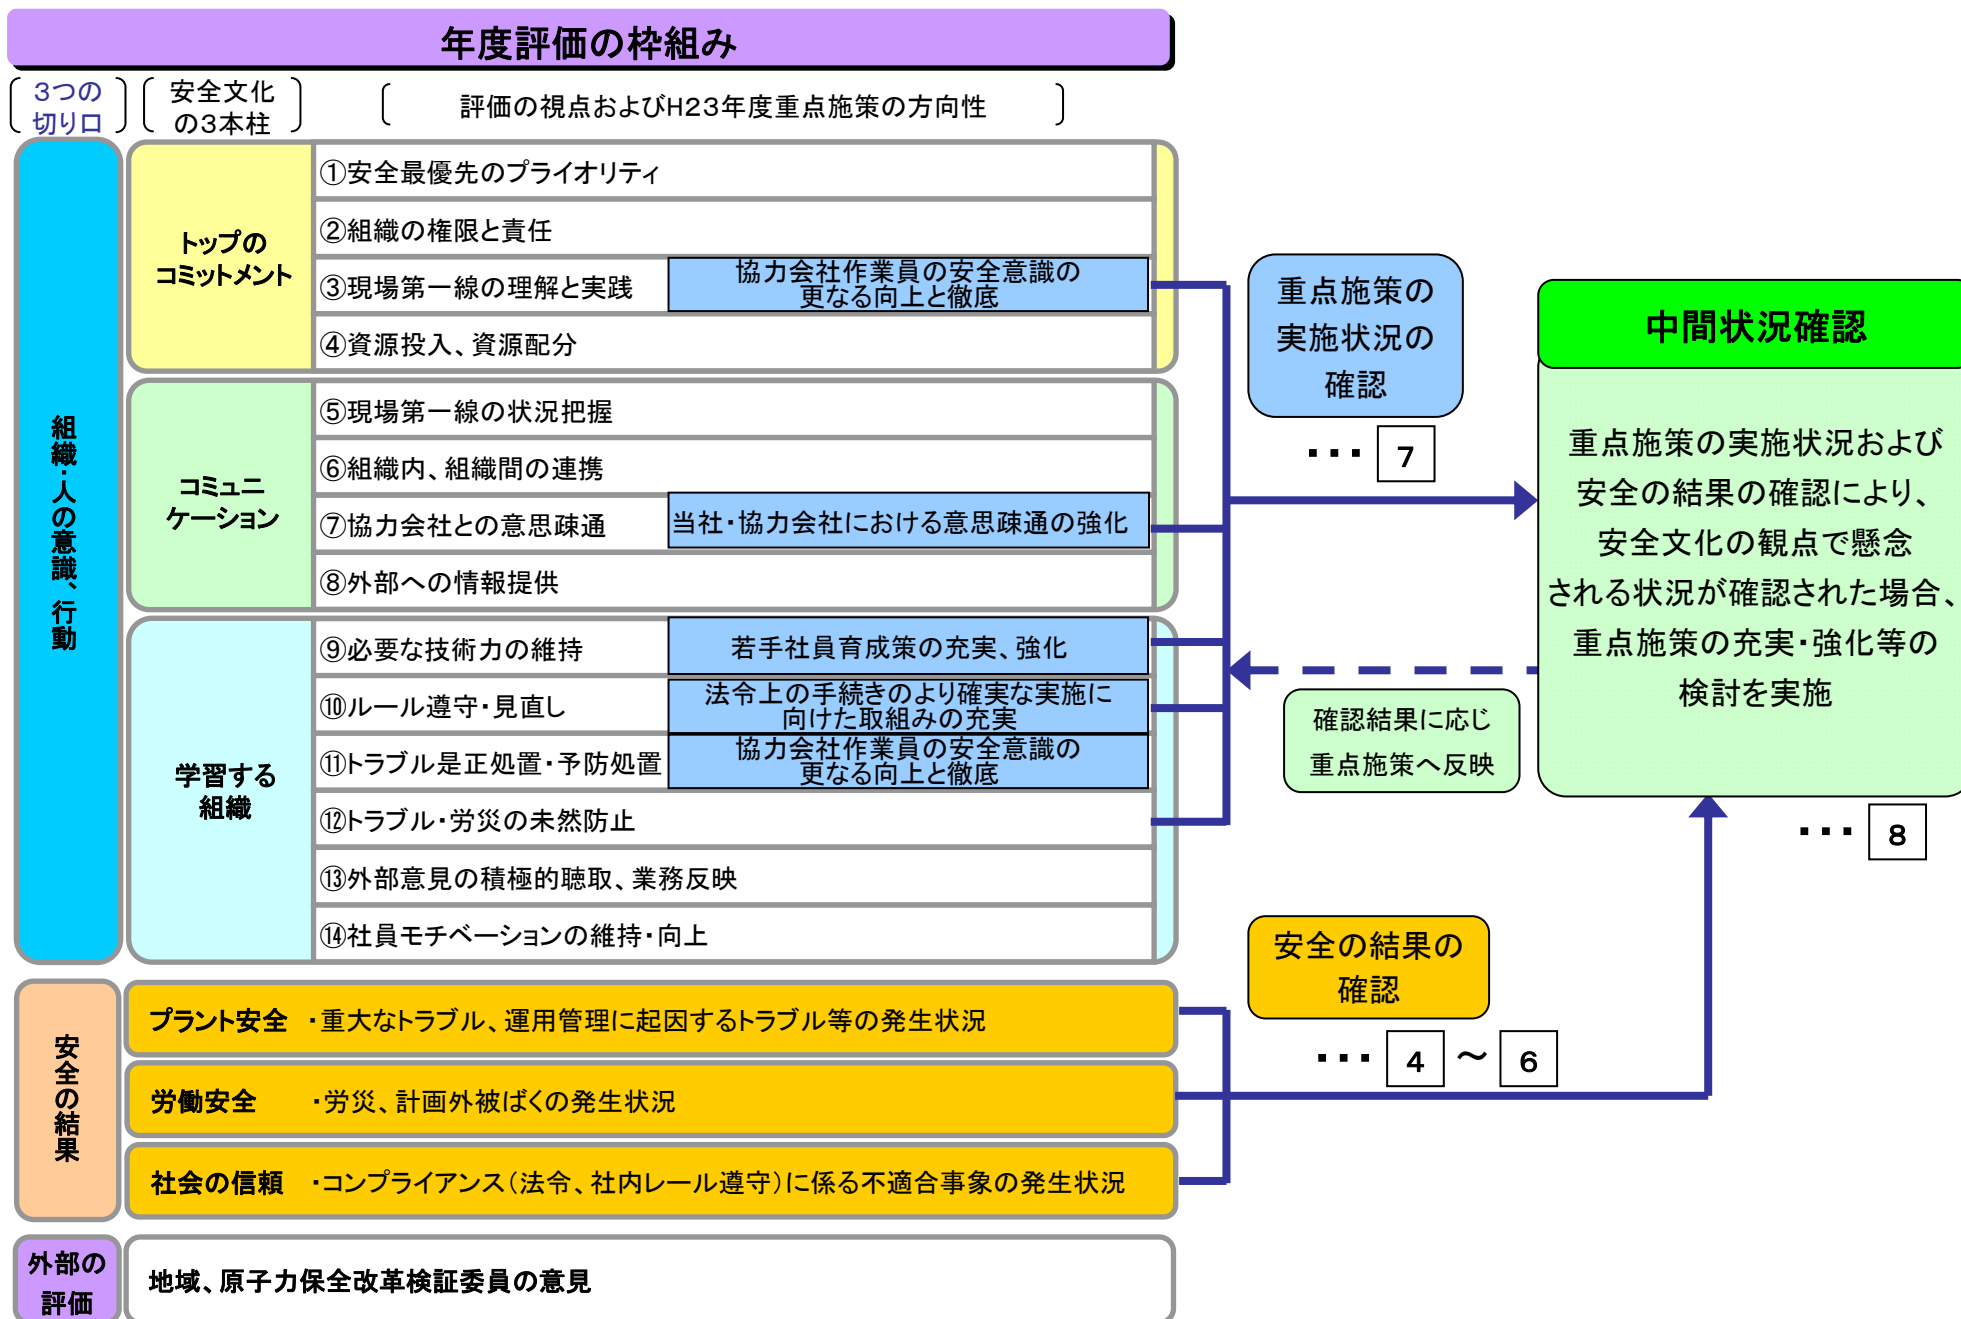 年度評価の枠組み
3つの
切り口
安全文化
の3本柱
評価の視点およびH23年度重点施策の方向性
組織・人の意識、行動
トップの
コミットメント
①安全最優先のプライオリティ
②組織の権限と責任
③現場第一線の理解と実践
協力会社作業員の安全意識の
更なる向上と徹底
④資源投入、資源配分
コミュニ
ケーション
⑤現場第一線の状況把握
⑥組織内、組織間の連携
⑦協力会社との意思疎通
当社・協力会社における意思疎通の強化
⑧外部への情報提供
学習する
組織
⑨必要な技術力の維持
若手社員育成策の充実、強化
⑩ルール遵守・見直し
法令上の手続きのより確実な実施に
向けた取組みの充実
⑪トラブル是正処置・予防処置
協力会社作業員の安全意識の
更なる向上と徹底
⑫トラブル・労災の未然防止
⑬外部意見の積極的聴取、業務反映
⑭社員モチベーションの維持・向上
安全の結果
プラント安全 ・重大なトラブル、運用管理に起因するトラブル等の発生状況
労働安全 ・労災、計画外被ばくの発生状況
社会の信頼 ・コンプライアンス(法令、社内レール遵守)に係る不適合事象の発生状況
外部の
評価
地域、原子力保全改革検証委員の意見
重点施策の
実施状況の
確認
・・・ 7
中間状況確認
重点施策の実施状況および
安全の結果の確認により、
安全文化の観点で懸念
される状況が確認された場合、
重点施策の充実・強化等の
検討を実施
確認結果に応じ
重点施策へ反映
・・・ 8
安全の結果の
確認
・・・ 4 ~ 6